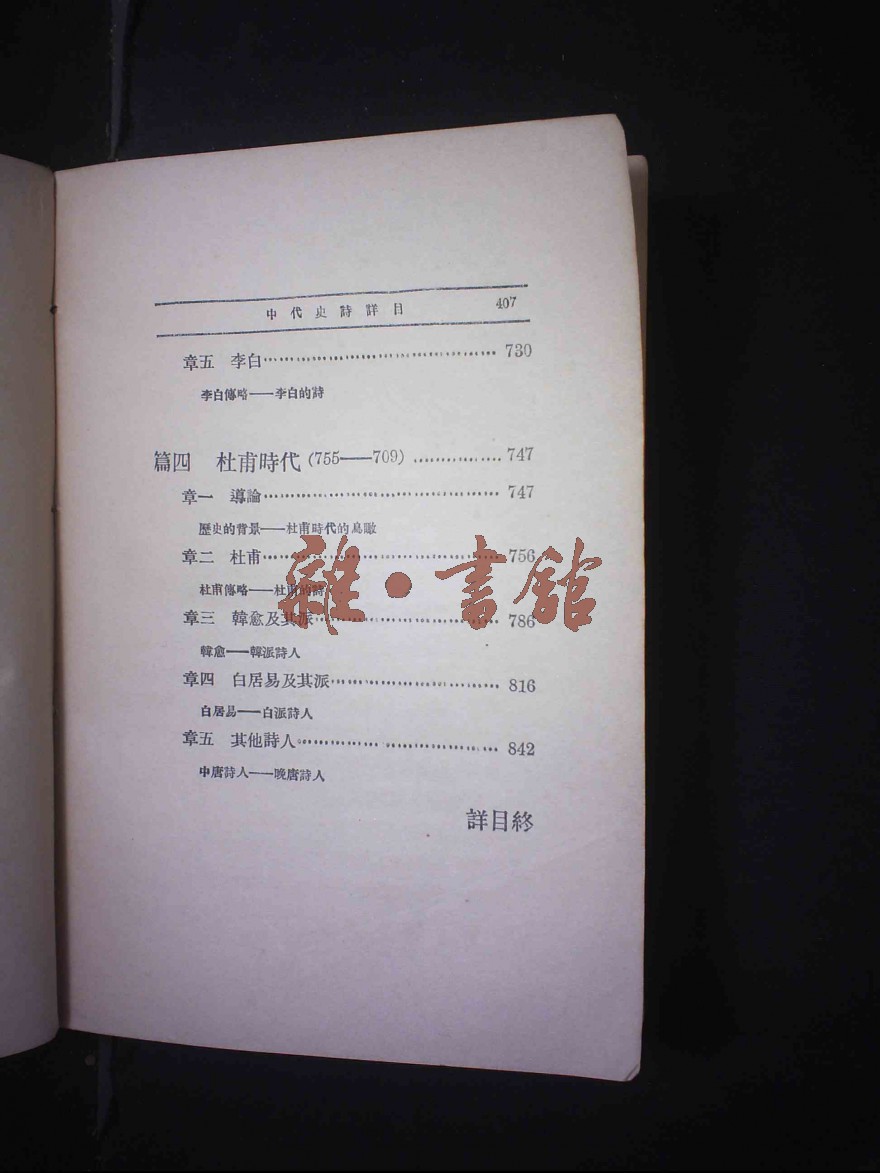 中代史詩詳目 407
章五 李白 730
李白傳略——李白的詩
篇四 杜甫時代(755——709) 747
章一 導論 747
歷史的背景——杜甫時代的鳥瞰
章二 杜甫 756
杜甫傳略——杜甫的詩
章三 韓愈及其派 786
韓愈——韓派詩人
章四 白居易及其派 816
白居易——白派詩人
章五 其他詩人 842
中唐詩人——晚唐詩人
詳目終
雜·書館